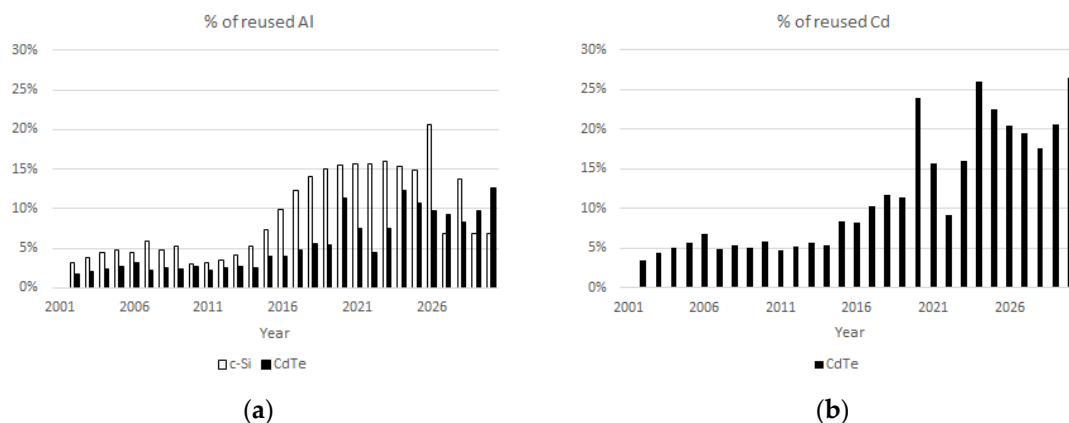 % of reused Al
30%
25%
20%
15%
10%
5%
0%
2001 2006 2011 2016 2021 2026
Year
c-Si CdTe
(a)
% of reused Cd
30%
25%
20%
15%
10%
5%
0%
2001 2006 2011 2016 2021 2026
Year
CdTe
(b)